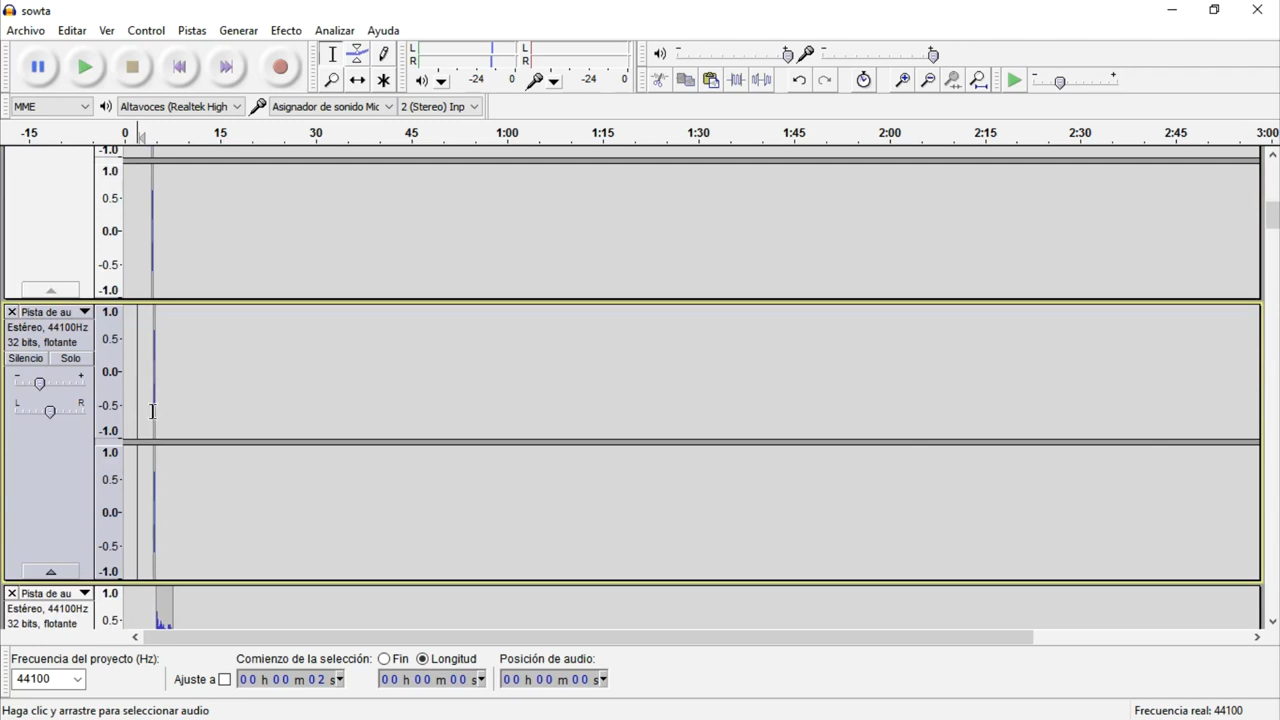 sowta
Archivo Editar Ver Control Pistas Generar Efecto Analizar Ayuda
L R -24 0 L R -24 0
MME Altavoces (Realtek High Asignador de sonido Mic 2 (Stereo) Inp
-15 0 15 30 45 1:00 1:15 1:30 1:45 2:00 2:15 2:30 2:45 3:00
-1.0
1.0
0.5
0.0
-0.5
-1.0
Pista de au 1.0
Estéreo, 44100Hz
32 bits, flotante 0.5
Silencio Solo
- + 0.0
L R -0.5
-1.0
1.0
0.5
0.0
-0.5
-1.0
Pista de au 1.0
Estéreo, 44100Hz
32 bits, flotante 0.5
Frecuencia del proyecto (Hz): Comienzo de la selección: Fin Longitud Posición de audio:
44100 Ajuste a 00 h 00 m 02 s 00 h 00 m 00 s 00 h 00 m 00 s
Haga clic y arrastre para seleccionar audio Frecuencia real: 44100